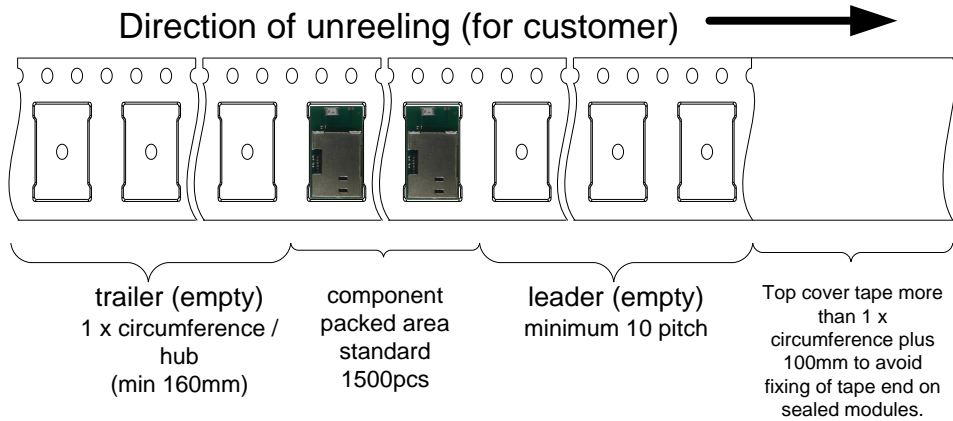 Direction of unreeling (for customer)
trailer (empty)
1 x circumference /
hub
(min 160mm)
component
packed area
standard
1500pcs
leader (empty)
minimum 10 pitch
Top cover tape more
than 1 x
circumference plus
100mm to avoid
fixing of tape end on
sealed modules.